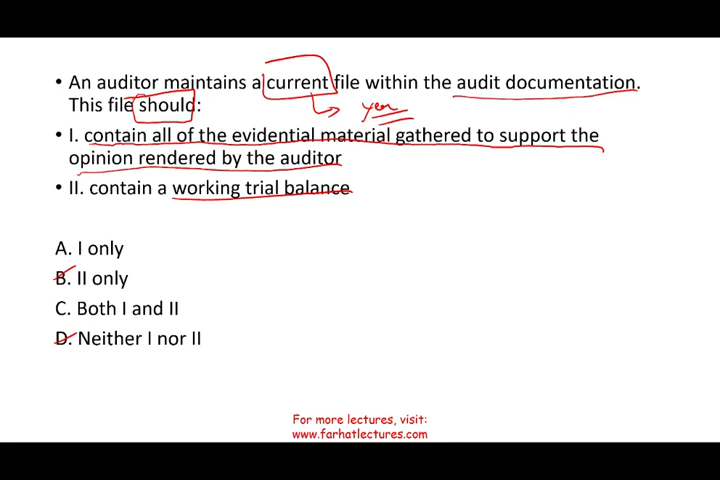 • An auditor maintains a current file within the audit documentation.
This file should:
year
• I. contain all of the evidential material gathered to support the
opinion rendered by the auditor
• II. contain a working trial balance
A. I only
B. II only
C. Both I and II
D. Neither I nor II
For more lectures, visit:
www.farhatlectures.com